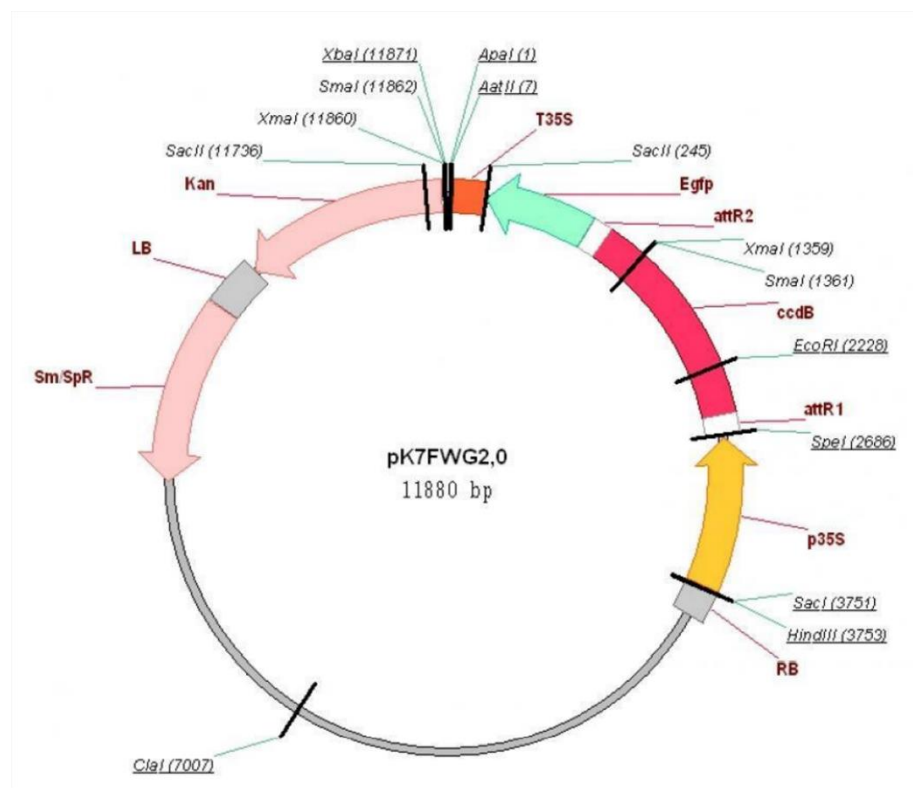 XbaI (11871)
ApaI (1)
SmaI (11862)
AatII (7)
XmaI (11860)
T35S
SacII (11736)
SacII (245)
Kan
Egfp
attR2
LB
XmaI (1359)
SmaI (1361)
ccdB
EcoRI (2228)
Sm/SpR
attR1
SpeI (2686)
pK7FWG2,0
11880 bp
p35S
SacI (3751)
HindIII (3753)
RB
ClaI (7007)